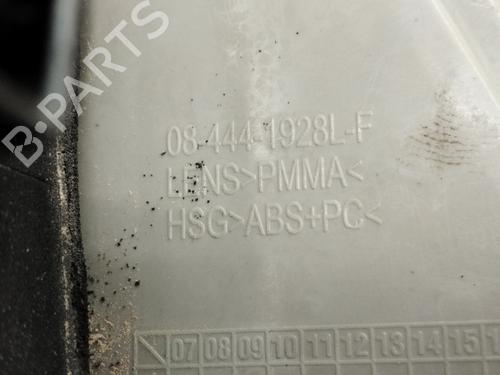 B-PARTS
08-444-1928L-F
LENS>PMMA<
HSG>ABS+PC<
07 08 09 10 11 12 13 14 15